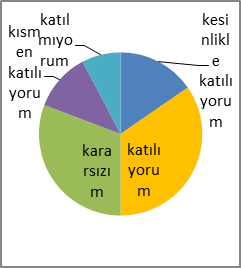 kesi
nlikl
e
katılı
yoru
m
katılı
yoru
m
kara
rsızı
m
kısm
en
katılı
yoru
m
katıl
mıyo
rum